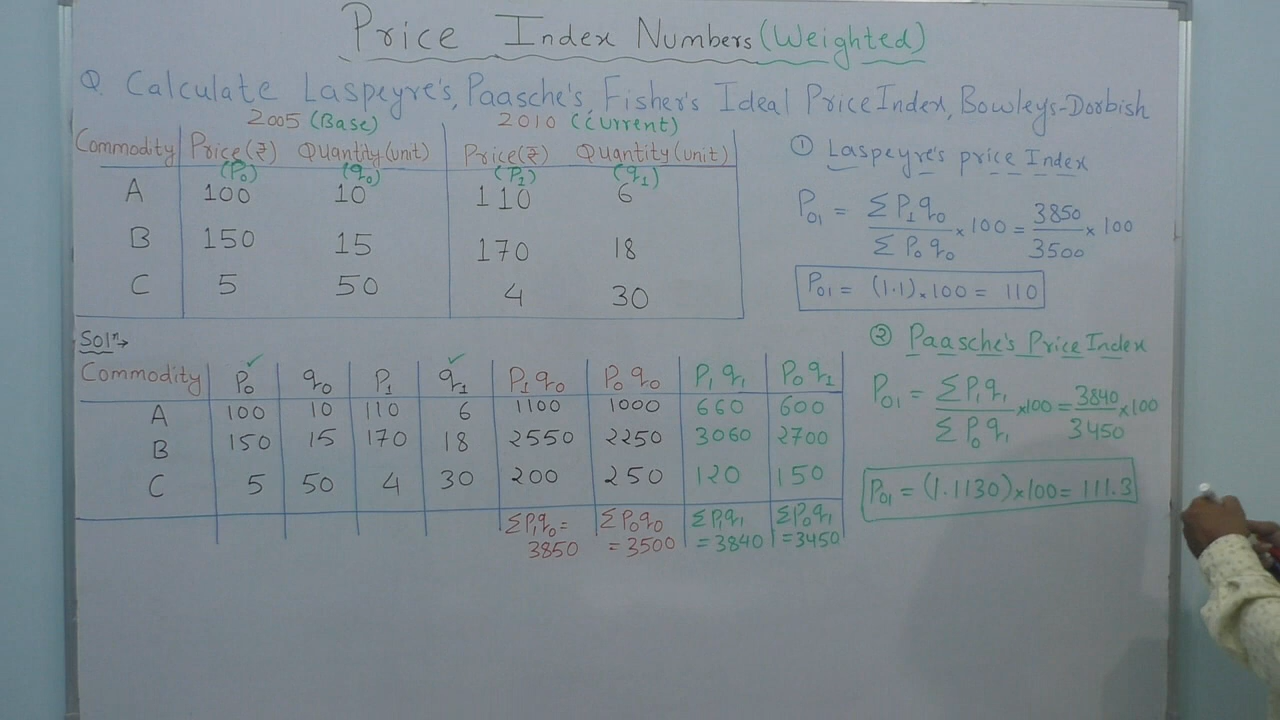 Price Index Numbers (Weighted)
Q. Calculate Laspeyre's, Paasche's, Fisher's Ideal Price Index, Bowleys-Dorbish
2005 (Base) 2010 (Current)
Commodity Price(₹) Quantity(unit) Price(₹) Quantity(unit)
(P₀) (q₀) (P₁) (q₁)
A 100 10 110 6
B 150 15 170 18
C 5 50 4 30
① Laspeyre's price Index
P₀₁ = ΣP₁q₀ / ΣP₀q₀ × 100 = 3850 / 3500 × 100
P₀₁ = (1.1)×100 = 110
Solⁿ→
Commodity P₀ ✓ q₀ P₁ q₁ ✓ P₁q₀ P₀q₀ P₁q₁ P₀q₁
A 100 10 110 6 1100 1000 660 600
B 150 15 170 18 2550 2250 3060 2700
C 5 50 4 30 200 250 120 150
ΣP₁q₀ = ΣP₀q₀ ΣP₁q₁ ΣP₀q₁
3850 = 3500 = 3840 = 3450
② Paasche's Price Index
P₀₁ = ΣP₁q₁ / ΣP₀q₁ ×100 = 3840 / 3450 ×100
P₀₁ = (1.1130)×100 = 111.3